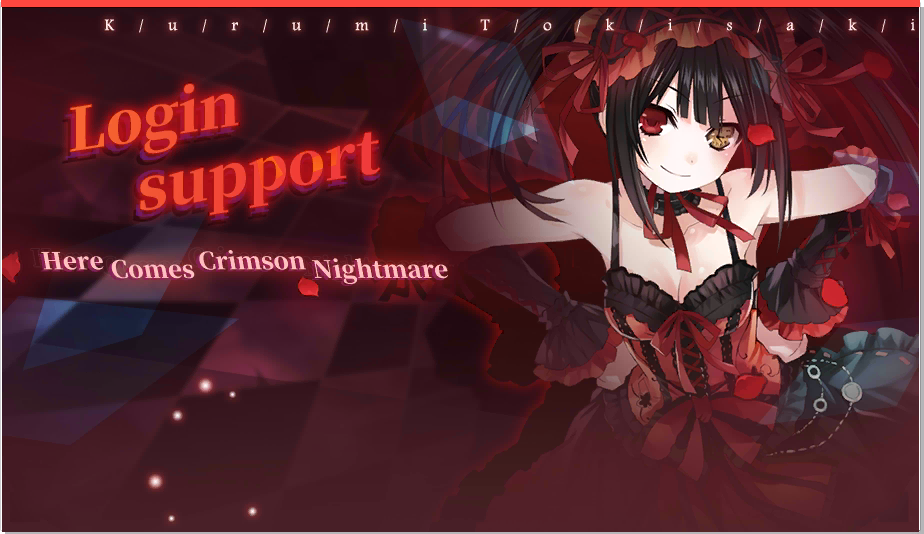 K / u / r / u / m / i T / o / k / i / s / a / k / i
Login
support
Here Comes Crimson Nightmare